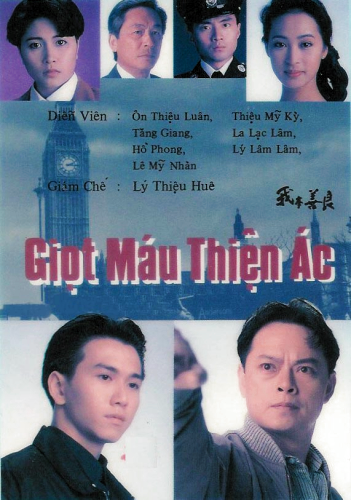 Diễn Viên : Ôn Thiệu Luân, Thiệu Mỹ Kỳ,
Tăng Giang, La Lạc Lâm,
Hồ Phong, Lý Lâm Lâm,
Lê Mỹ Nhàn
Giám Chế : Lý Thiệu Huê
我本善良
Giọt Máu Thiện Ác